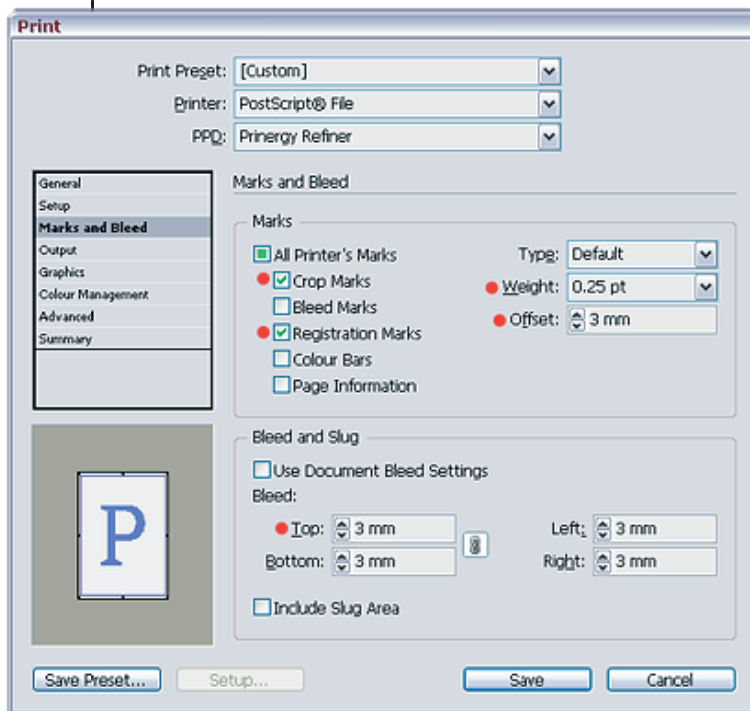 Print
Print Preset: [Custom]
Printer: PostScript® File
PPD: Prinergy Refiner
General
Setup
Marks and Bleed
Output
Graphics
Colour Management
Advanced
Summary
Marks and Bleed
Marks
All Printer's Marks
Crop Marks
Bleed Marks
Registration Marks
Colour Bars
Page Information
Type: Default
Weight: 0.25 pt
Offset: 3 mm
P
Bleed and Slug
Use Document Bleed Settings
Bleed:
Top: 3 mm Left: 3 mm
Bottom: 3 mm Right: 3 mm
Include Slug Area
Save Preset... Setup... Save Cancel